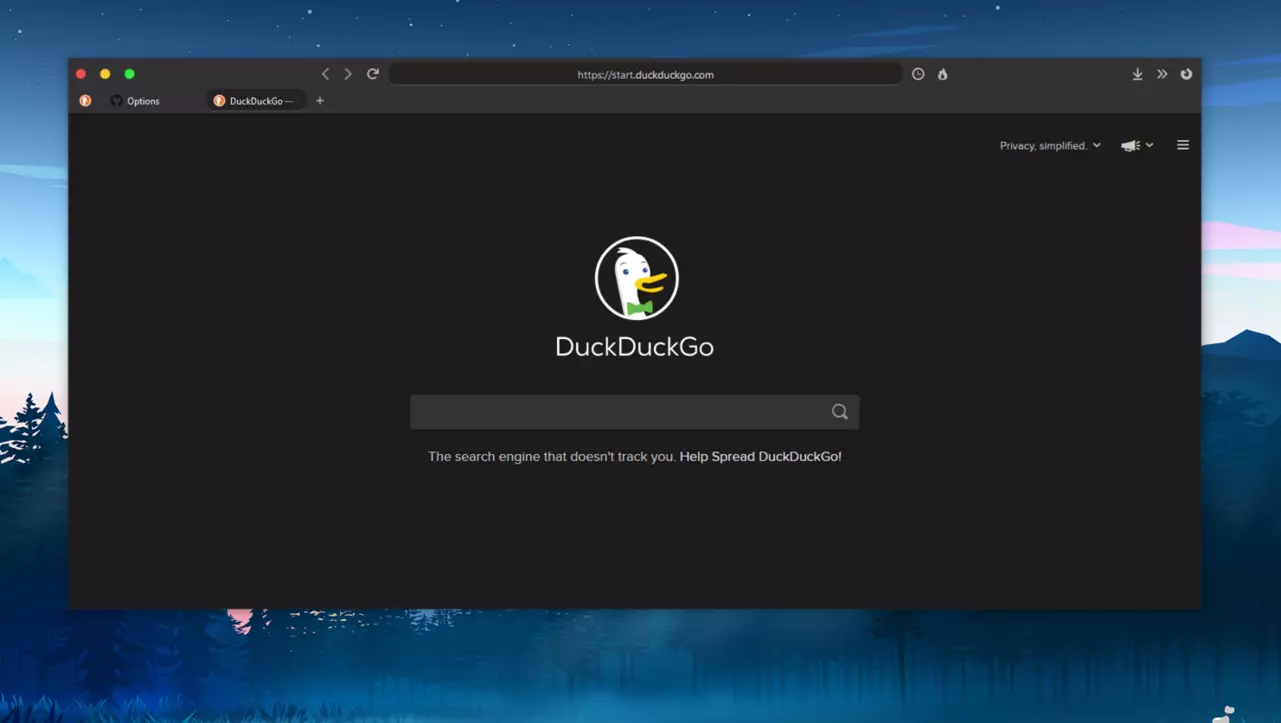 https://start.duckduckgo.com
Options
DuckDuckGo —
Privacy, simplified.
DuckDuckGo
The search engine that doesn't track you. Help Spread DuckDuckGo!